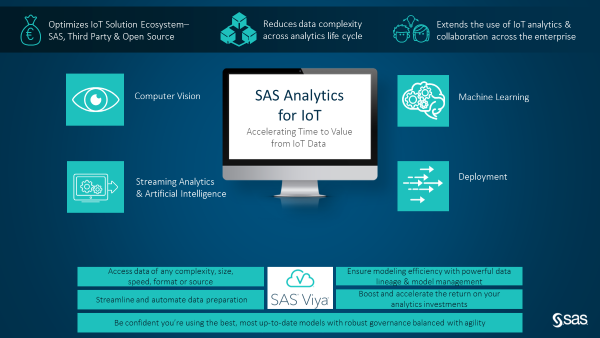 Optimizes IoT Solution Ecosystem–
SAS, Third Party & Open Source
Reduces data complexity
across analytics life cycle
Extends the use of IoT analytics &
collaboration across the enterprise
€
Computer Vision
SAS Analytics
for IoT
Accelerating Time to Value
from IoT Data
Machine Learning
Streaming Analytics
& Artificial Intelligence
Deployment
Access data of any complexity, size,
speed, format or source
Streamline and automate data preparation
SAS® Viya®
Ensure modeling efficiency with powerful data
lineage & model management
Boost and accelerate the return on your
analytics investments
Be confident you're using the best, most up-to-date models with robust governance balanced with agility
sas